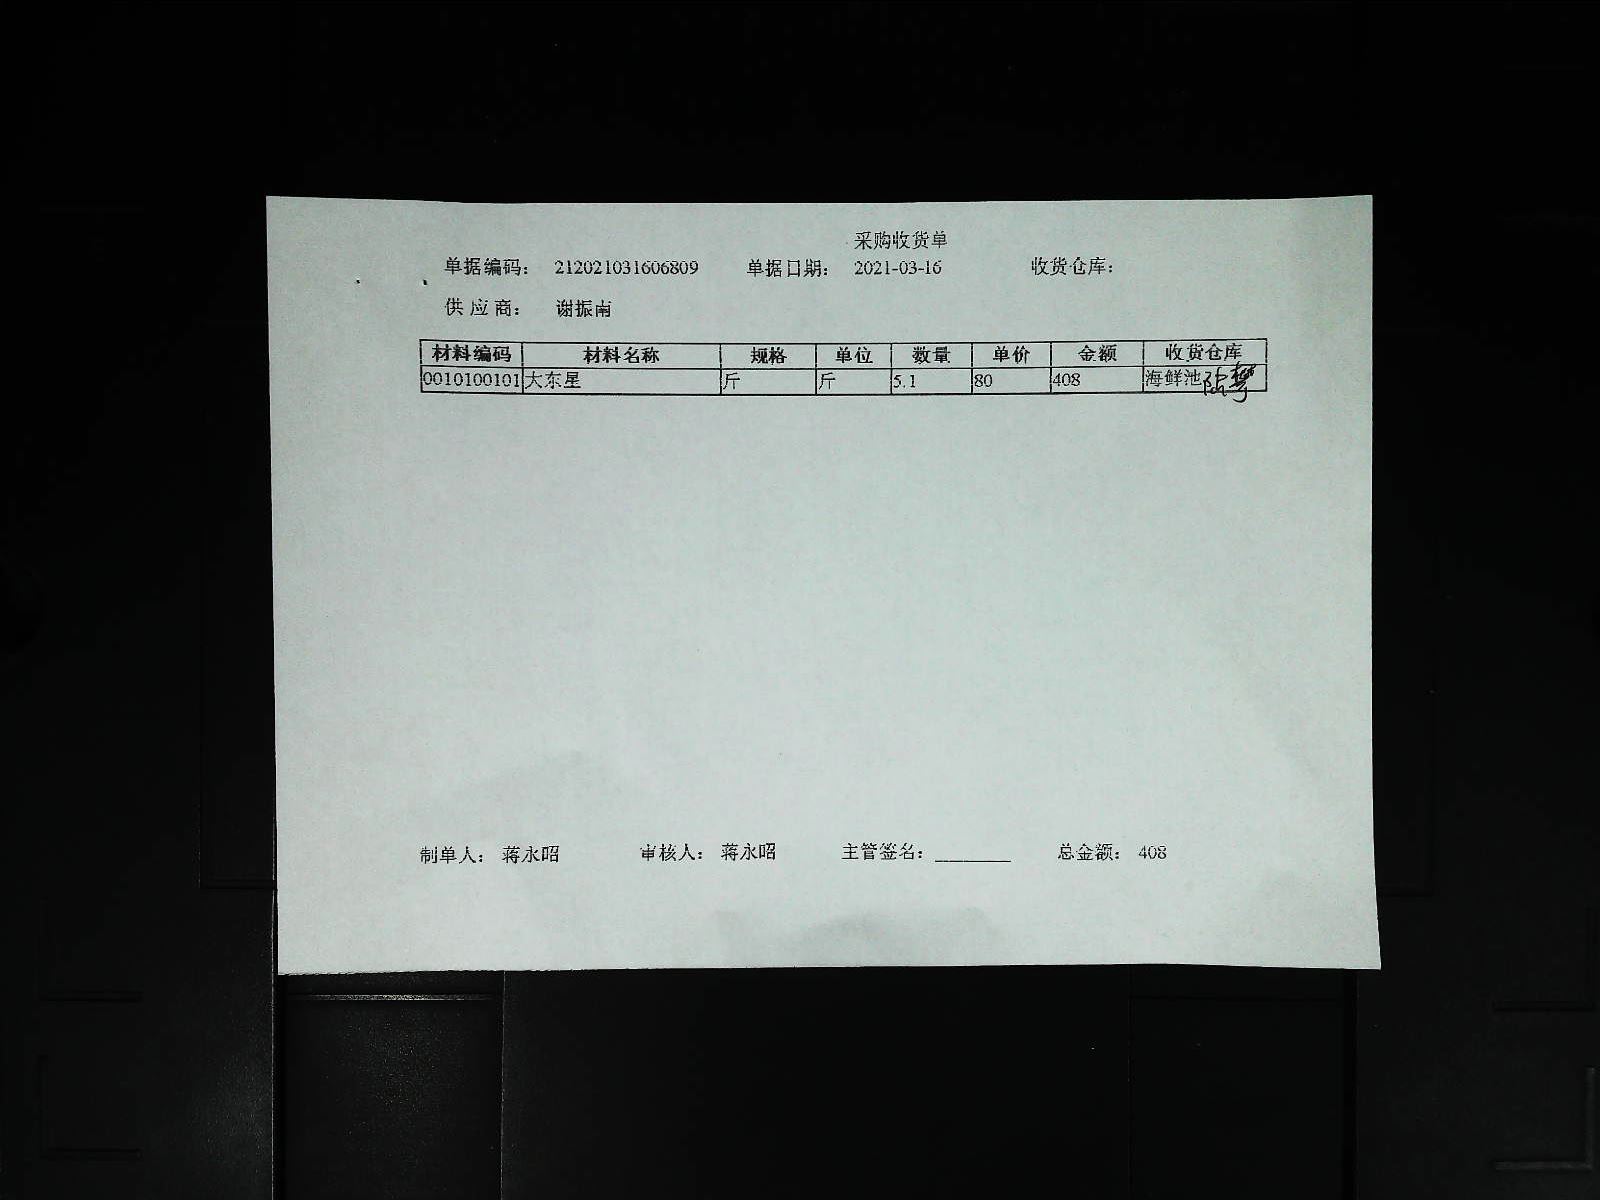 采购收货单
单据编码： 212021031606809 单据日期： 2021-03-16 收货仓库：
供 应 商： 谢振南
材料编码 材料名称 规格 单位 数量 单价 金额 收货仓库
0010100101 大东星 斤 斤 5.1 80 408 海鲜池
制单人： 蒋永昭 审核人： 蒋永昭 主管签名：________ 总金额： 408